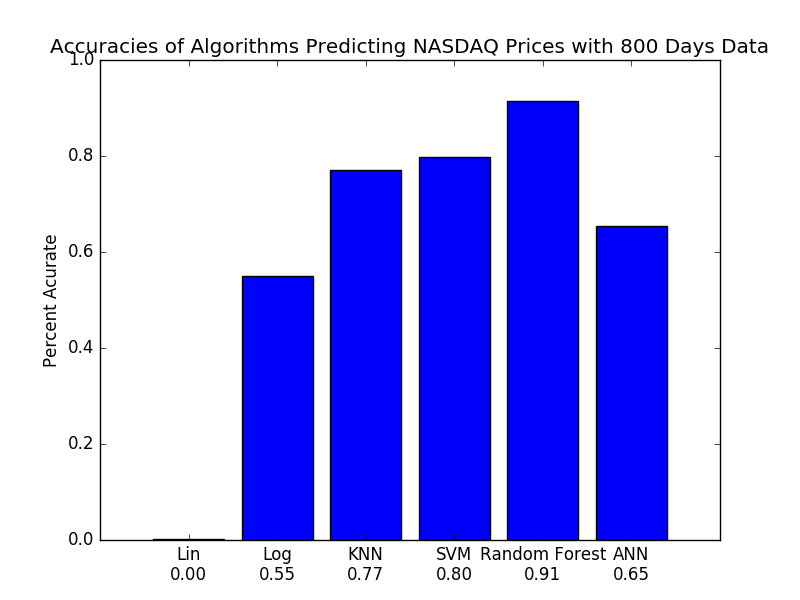 Accuracies of Algorithms Predicting NASDAQ Prices with 800 Days Data
1.0
0.8
0.6
0.4
0.2
0.0
Percent Acurate
Lin Log KNN SVM Random Forest ANN
0.00 0.55 0.77 0.80 0.91 0.65